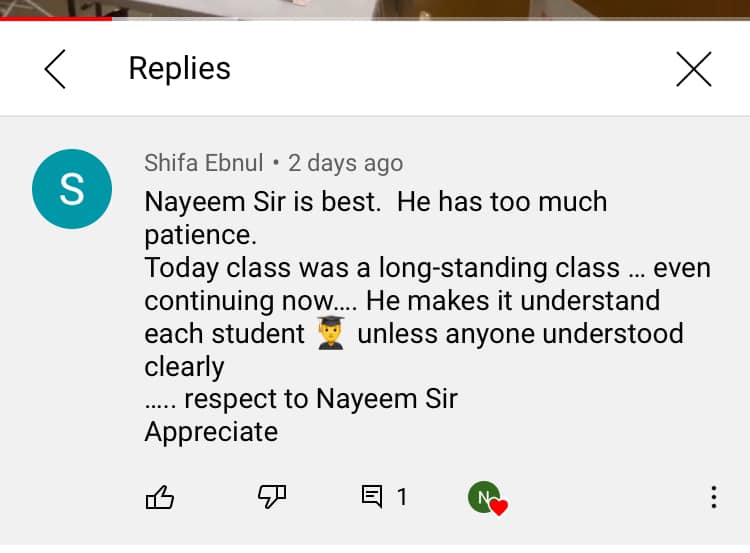 Replies
S
Shifa Ebnul • 2 days ago
Nayeem Sir is best.  He has too much
patience.
Today class was a long-standing class ... even
continuing now.... He makes it understand
each student 👨‍🎓 unless anyone understood
clearly
..... respect to Nayeem Sir
Appreciate
1
N